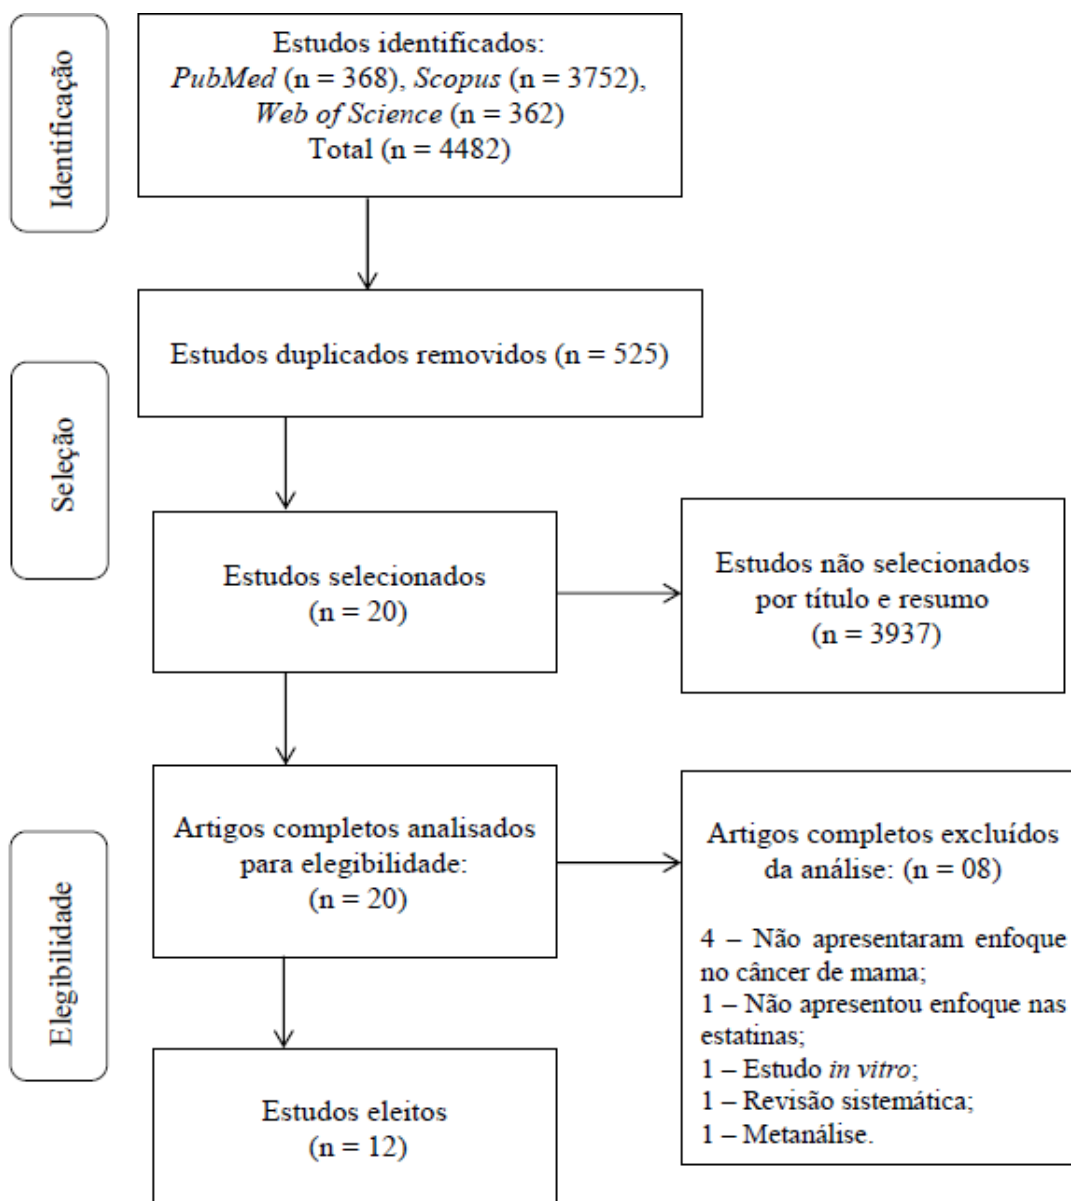 Identificação
Estudos identificados:
PubMed (n = 368), Scopus (n = 3752),
Web of Science (n = 362)
Total (n = 4482)
Seleção
Estudos duplicados removidos (n = 525)
Estudos selecionados
(n = 20)
Estudos não selecionados
por título e resumo
(n = 3937)
Elegibilidade
Artigos completos analisados
para elegibilidade:
(n = 20)
Artigos completos excluídos
da análise: (n = 08)
4 – Não apresentaram enfoque
no câncer de mama;
1 – Não apresentou enfoque nas
estatinas;
1 – Estudo in vitro;
1 – Revisão sistemática;
1 – Metanálise.
Estudos eleitos
(n = 12)